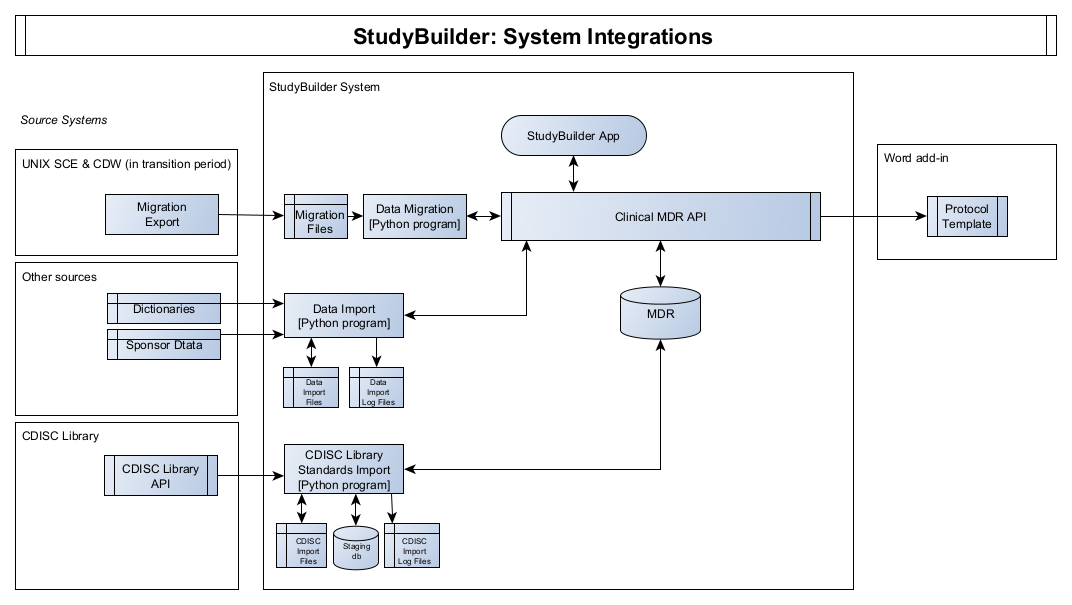 StudyBuilder: System Integrations
StudyBuilder System
Source Systems
StudyBuilder App
UNIX SCE & CDW (in transition period)
Word add-in
Migration
Export
Migration
Files
Data Migration
[Python program]
Clinical MDR API
Protocol
Template
Other sources
Dictionaries
Sponsor Dtata
Data Import
[Python program]
MDR
Data
Import
Files
Data
Import
Log Files
CDISC Library
CDISC Library
API
CDISC Library
Standards Import
[Python program]
CDISC
Import
Files
Staging
db
CDISC
Import
Log Files